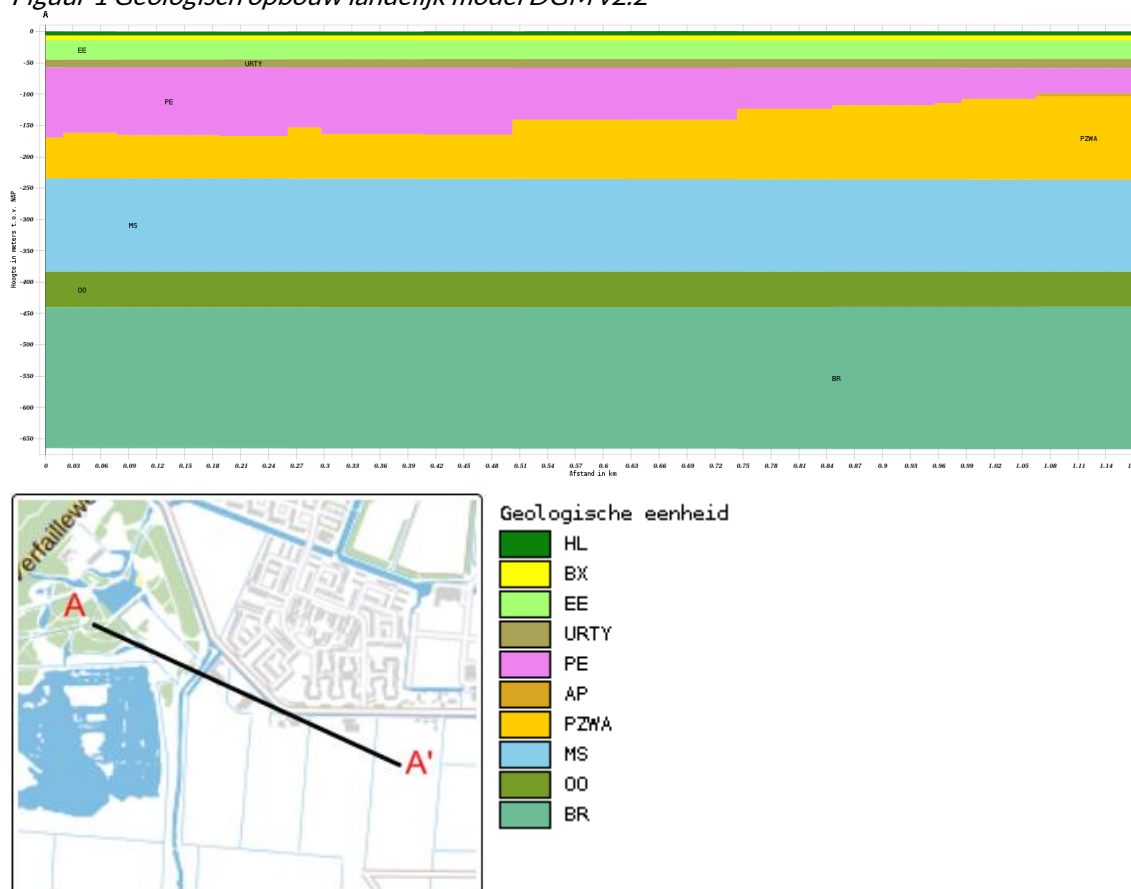 Figuur 1 Geologisch opbouw landelijk model DGM v2.2
A
0
-50
-100
-150
-200
-250
-300
-350
-400
-450
-500
-550
-600
-650
Hoogte in meters t.o.v. NAP
EE
URTY
PE
PZWA
MS
OO
BR
0 0.03 0.06 0.09 0.12 0.15 0.18 0.21 0.24 0.27 0.3 0.33 0.36 0.39 0.42 0.45 0.48 0.51 0.54 0.57 0.6 0.63 0.66 0.69 0.72 0.75 0.78 0.81 0.84 0.87 0.9 0.93 0.96 0.99 1.02 1.05 1.08 1.11 1.14 1
Afstand in km
erfaillewe
A
A'
Geologische eenheid
HL
BX
EE
URTY
PE
AP
PZWA
MS
OO
BR